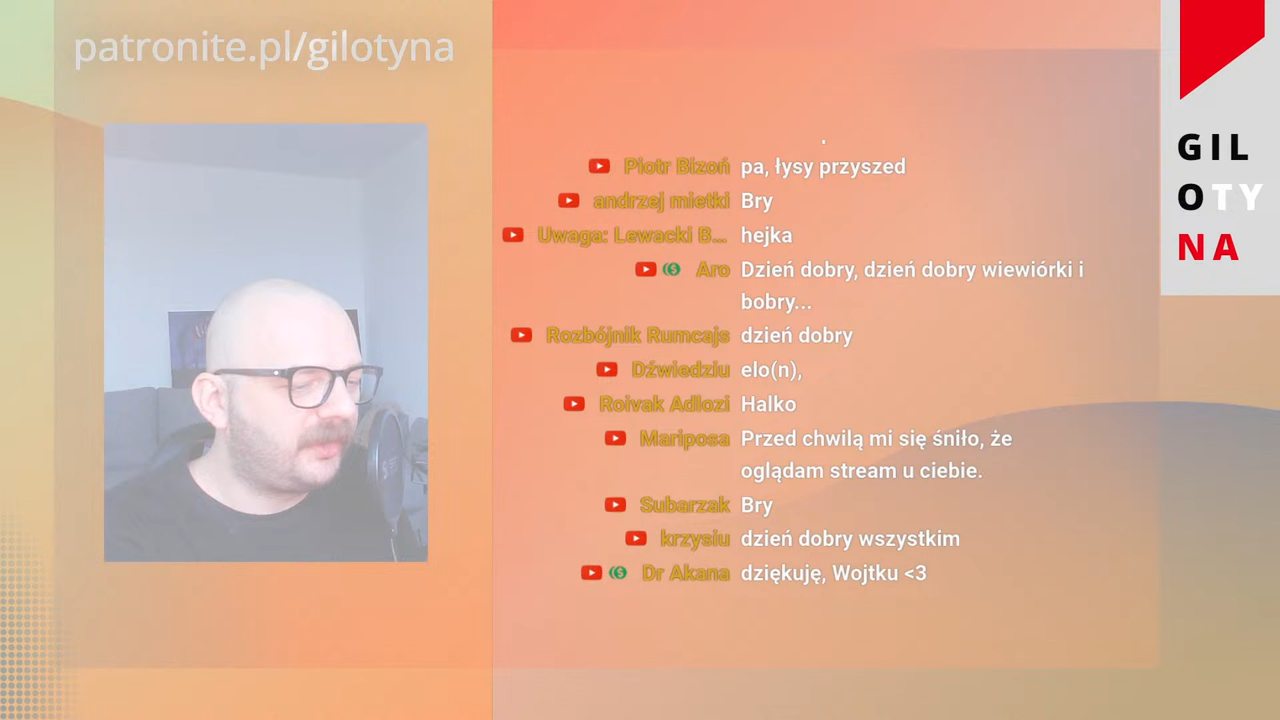 patronite.pl/gilotyna
Piotr Bizoń pa, łysy przyszed
andrzej mietki Bry
Uwaga: Lewacki B... hejka
Aro Dzień dobry, dzień dobry wiewiórki i
bobry...
Rozbójnik Rumcajs dzień dobry
Dźwiedziu elo(n),
Roivak Adlozi Halko
Mariposa Przed chwilą mi się śniło, że
oglądam stream u ciebie.
Subarzak Bry
krzysiu dzień dobry wszystkim
Dr Akana dziękuję, Wojtku <3
GIL
OTY
NA